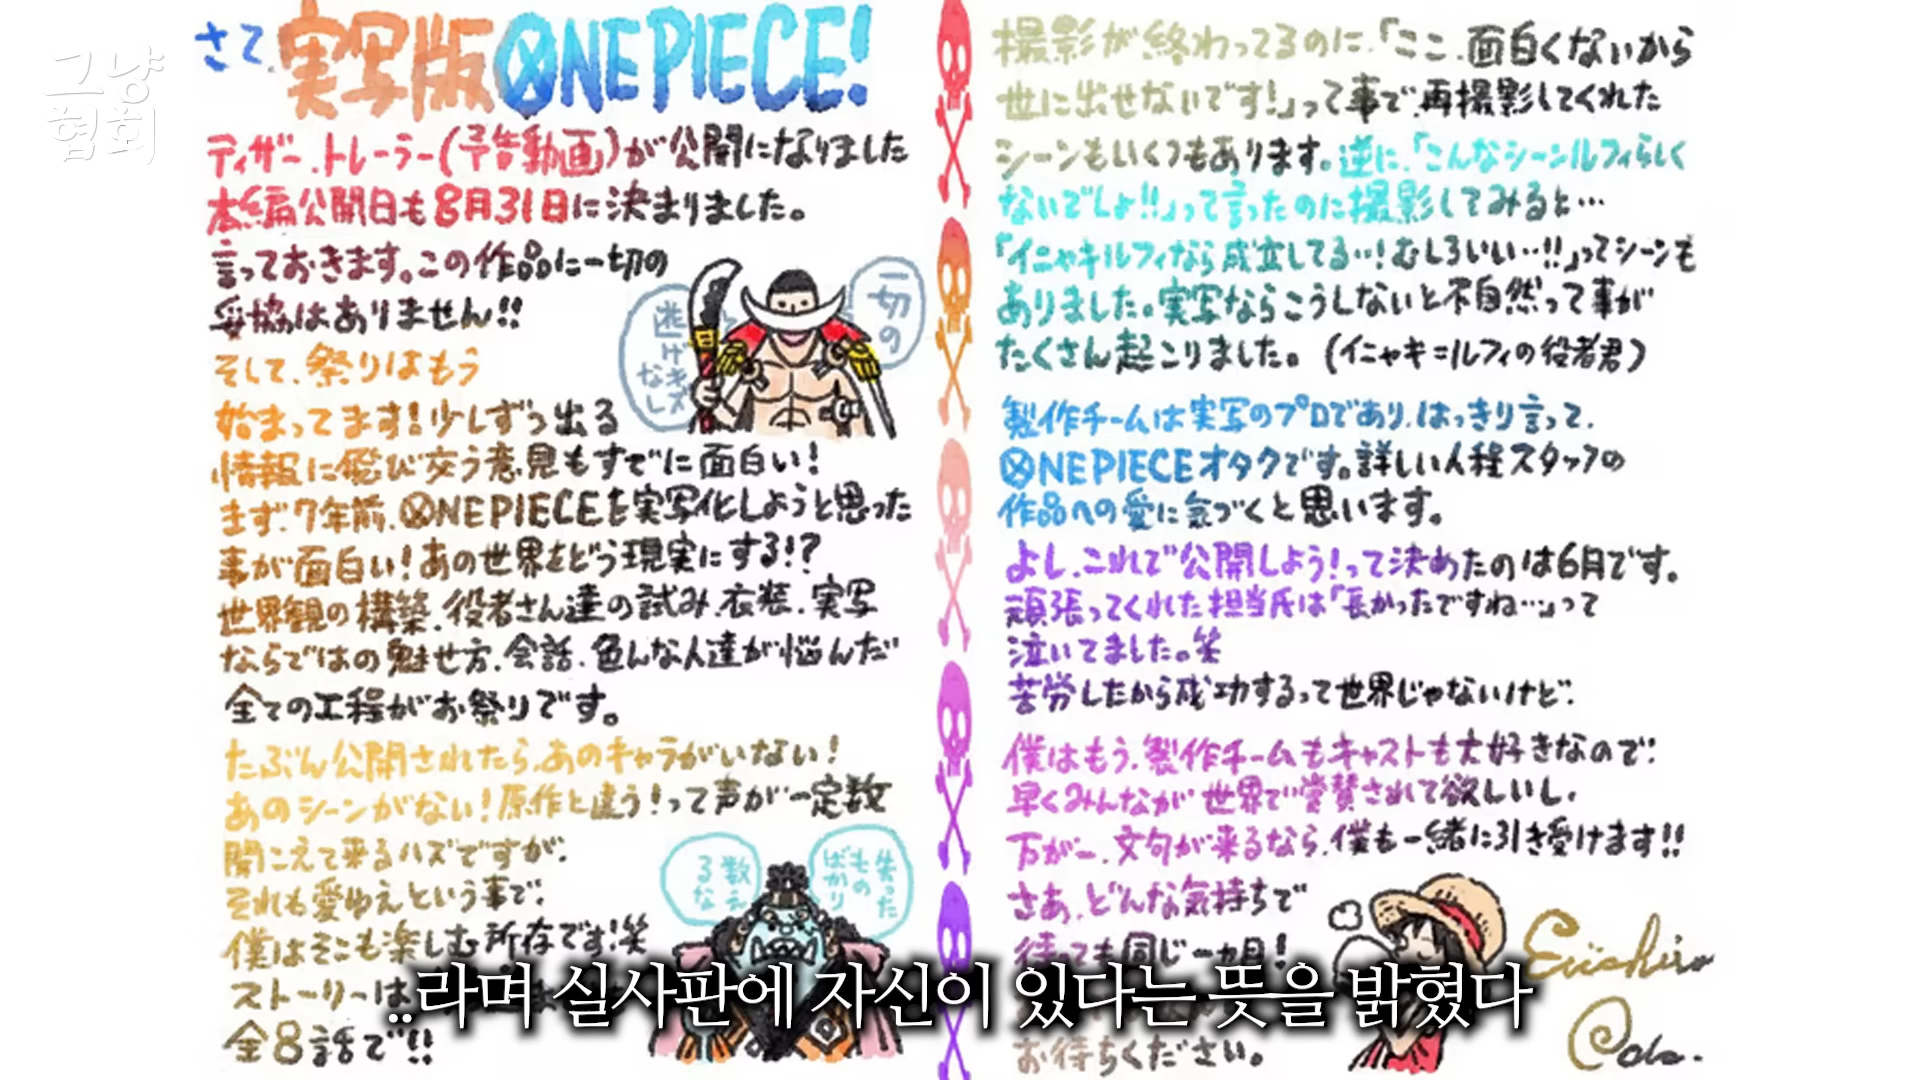 그냥
협회
さて、実写版ONE PIECE!
ティザー、トレーラー(予告動画)が公開になりました
本編公開日も8月31日に決まりました。
言っておきます。この作品に一切の
妥協はありません!!
一切の
逃げキズ
なし
そして、祭りはもう
始まってます!少しずつ出る
情報に飛び交う意見もすでに面白い!
まず、7年前、ONE PIECEを実写化しようと思った
事が面白い!あの世界をどう現実にする!?
世界観の構築、役者さん達の試み、衣装、実写
ならではの魅せ方、会話、色んな人達が悩んだ
全ての工程がお祭りです。
たぶん公開されたら、あのキャラがいない!
あのシーンがない!原作と違う!って声が一定数
聞こえて来るハズですが、
それも愛ゆえという事で、
僕はそこも楽しむ所存です!笑
ストーリーは
全8話で!!
失った
ものばかり
数え
るな
撮影が終わってるのに、「ここ、面白くないから
世に出せないです!」って事で、再撮影してくれた
シーンもいくつもあります。逆に、「こんなシーンルフィらしく
ないでしょ!!」って言ったのに撮影してみると…
「イニャキルフィなら成立してる…!むしろいい…!!」ってシーンも
ありました。実写ならこうしないと不自然って事が
たくさん起こりました。(イニャキ=ルフィの役者君)
製作チームは実写のプロであり、はっきり言って、
ONE PIECEオタクです。詳しい人程スタッフの
作品への愛に気づくと思います。
よし、これで公開しよう!って決めたのは6月です。
頑張ってくれた担当氏は「長かったですね…」って
泣いてました。笑
苦労したから成功するって世界じゃないけど、
僕はもう、製作チームもキャストも大好きなので、
早くみんなが世界で賞賛されて欲しいし、
万が一、文句が来るなら、僕も一緒に引き受けます!!
さあ、どんな気持ちで
待っても同じ一ヵ月!
お待ちください。
Eiichiro
Oda.
..라며 실사판에 자신이 있다는 뜻을 밝혔다